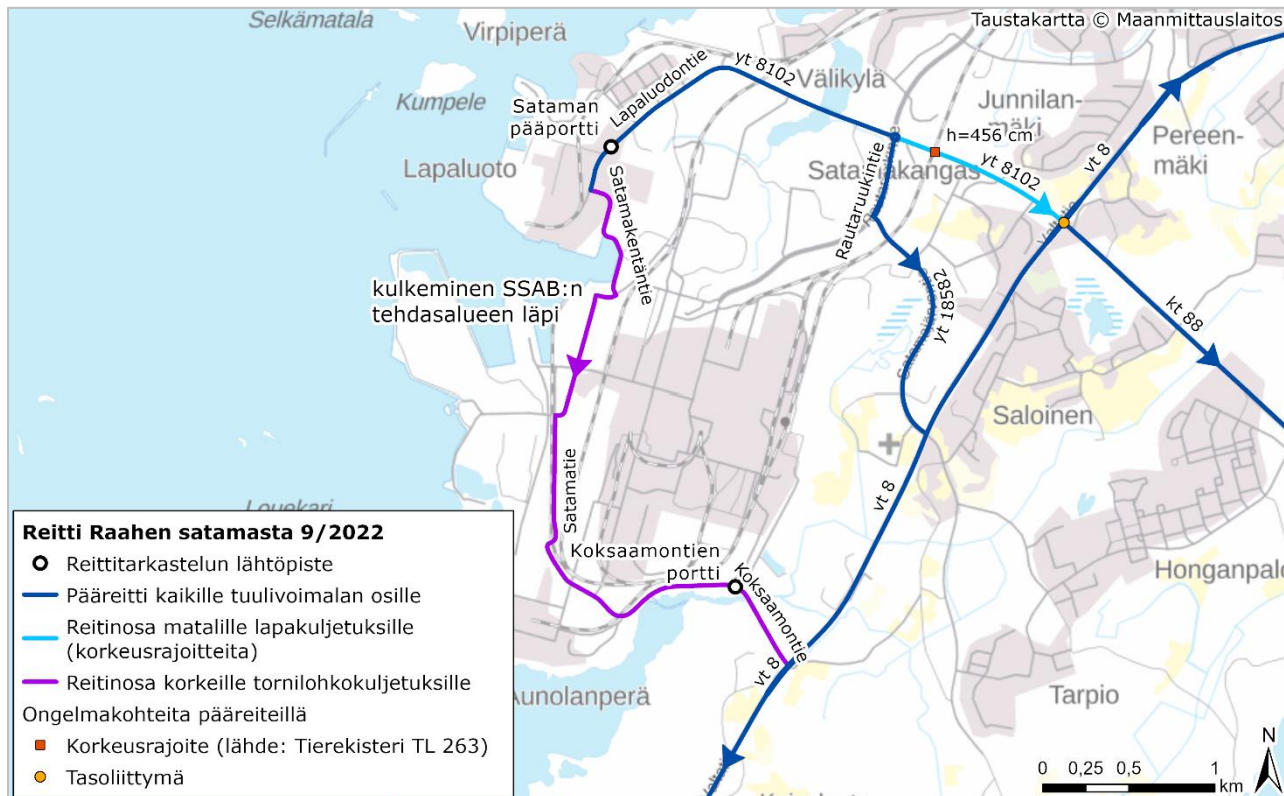 Selkämatala
Virpiperä
Taustakartta © Maanmittauslaitos
yt 8102
Välikylä
Kumpele
Lapaluodontie
Sataman
pääportti
Junnilan-
mäki
h=456 cm
Pereen-
mäki
vt 8
Lapaluoto
yt 8102
Rautaruukintie
Satamakentäntie
kulkeminen SSAB:n
tehdasalueen läpi
yt 18582
kt 88
Saloinen
vt 8
Satamatie
Koksaamontien
portti
Koksaamontie
Honganpalo
vt 8
Tarpio
Reitti Raahen satamasta 9/2022
Reittitarkastelun lähtöpiste
Pääreitti kaikille tuulivoimalan osille
Reitinosa matalille lapakuljetuksille
(korkeusrajoitteita)
Reitinosa korkeille tornilohkokuljetuksille
Ongelmakohteita pääreiteillä
Korkeusrajoite (lähde: Tierekisteri TL 263)
Tasoliittymä
N
0 0,25 0,5 1
km